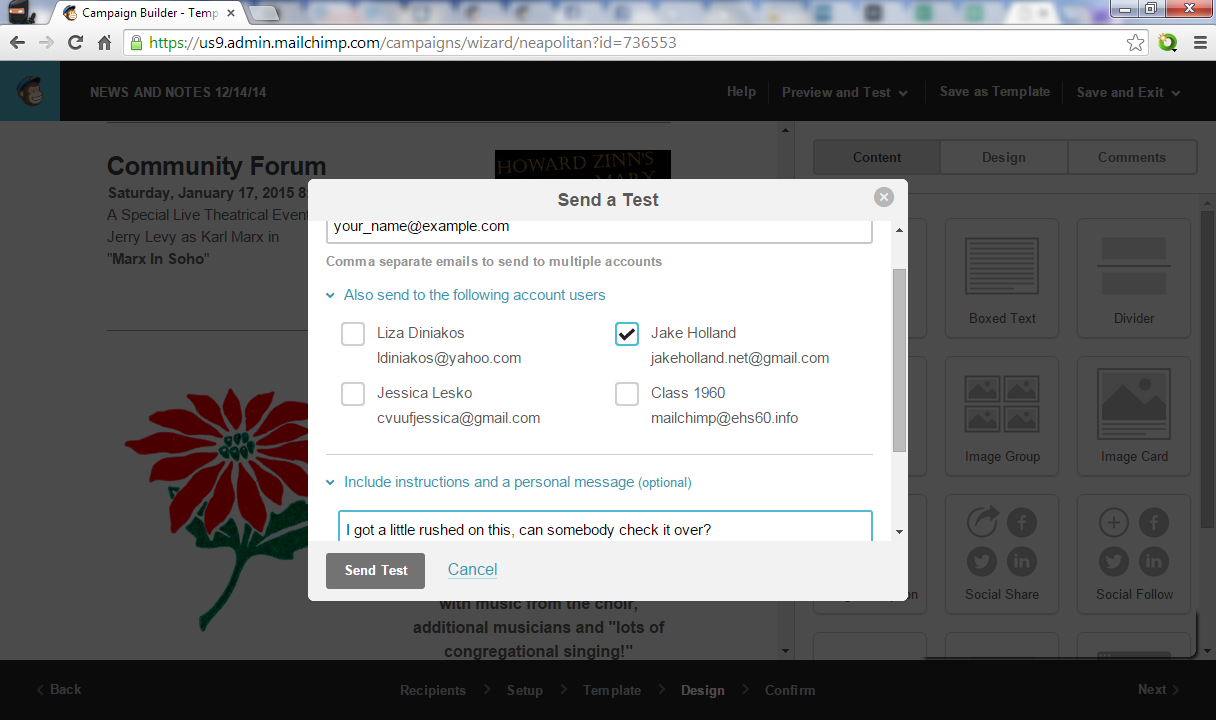 Campaign Builder - Temp
https://us9.admin.mailchimp.com/campaigns/wizard/neapolitan?id=736553
NEWS AND NOTES 12/14/14
Help
Preview and Test
Save as Template
Save and Exit
Community Forum
Saturday, January 17, 2015 8
A Special Live Theatrical Event
Jerry Levy as Karl Marx in
"Marx In Soho"
HOWARD ZINN'S
MARX
Content
Design
Comments
Send a Test
your_name@example.com
Comma separate emails to send to multiple accounts
Also send to the following account users
Liza Diniakos
ldiniakos@yahoo.com
Jake Holland
jakeholland.net@gmail.com
Jessica Lesko
cvuufjessica@gmail.com
Class 1960
mailchimp@ehs60.info
Include instructions and a personal message (optional)
I got a little rushed on this, can somebody check it over?
Send Test
Cancel
Boxed Text
Divider
Image Group
Image Card
Social Share
Social Follow
with music from the choir,
additional musicians and "lots of
congregational singing!"
Back
Recipients
Setup
Template
Design
Confirm
Next